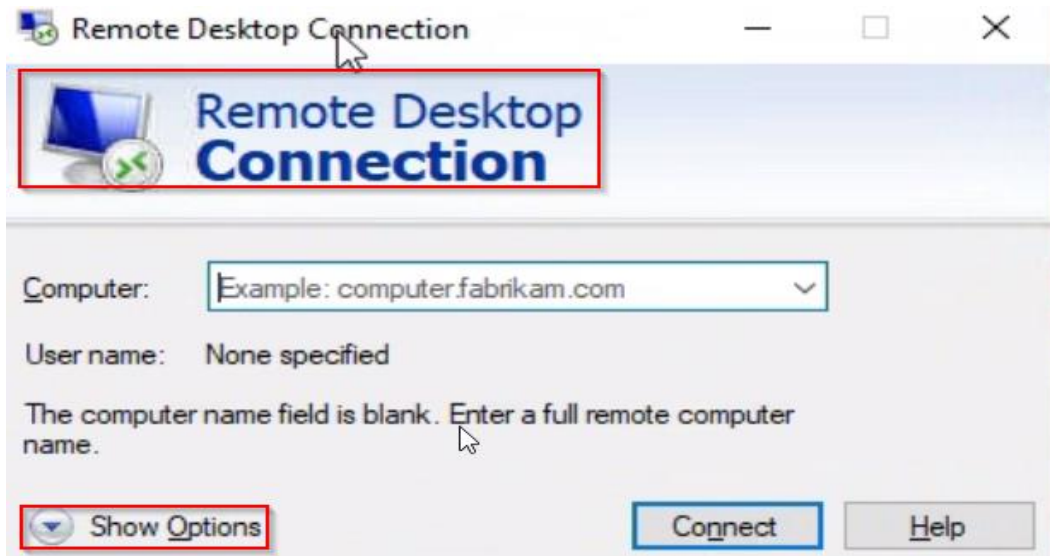 Remote Desktop Connection
Remote Desktop
Connection
Computer: Example: computer.fabrikam.com
User name: None specified
The computer name field is blank. Enter a full remote computer
name.
Show Options Connect Help